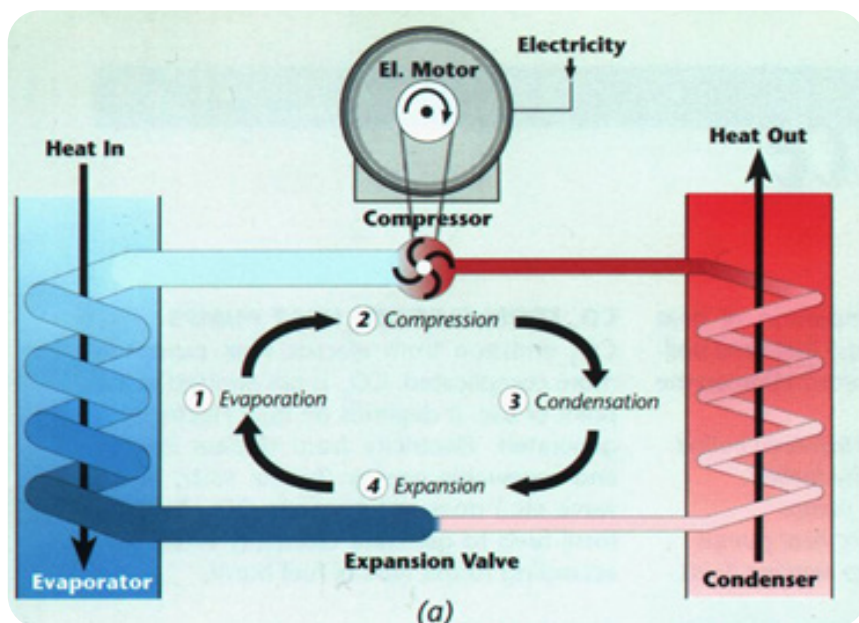 Electricity
El. Motor
Heat In
Heat Out
Compressor
2 Compression
1 Evaporation
3 Condensation
4 Expansion
Expansion Valve
Evaporator
Condenser
(a)